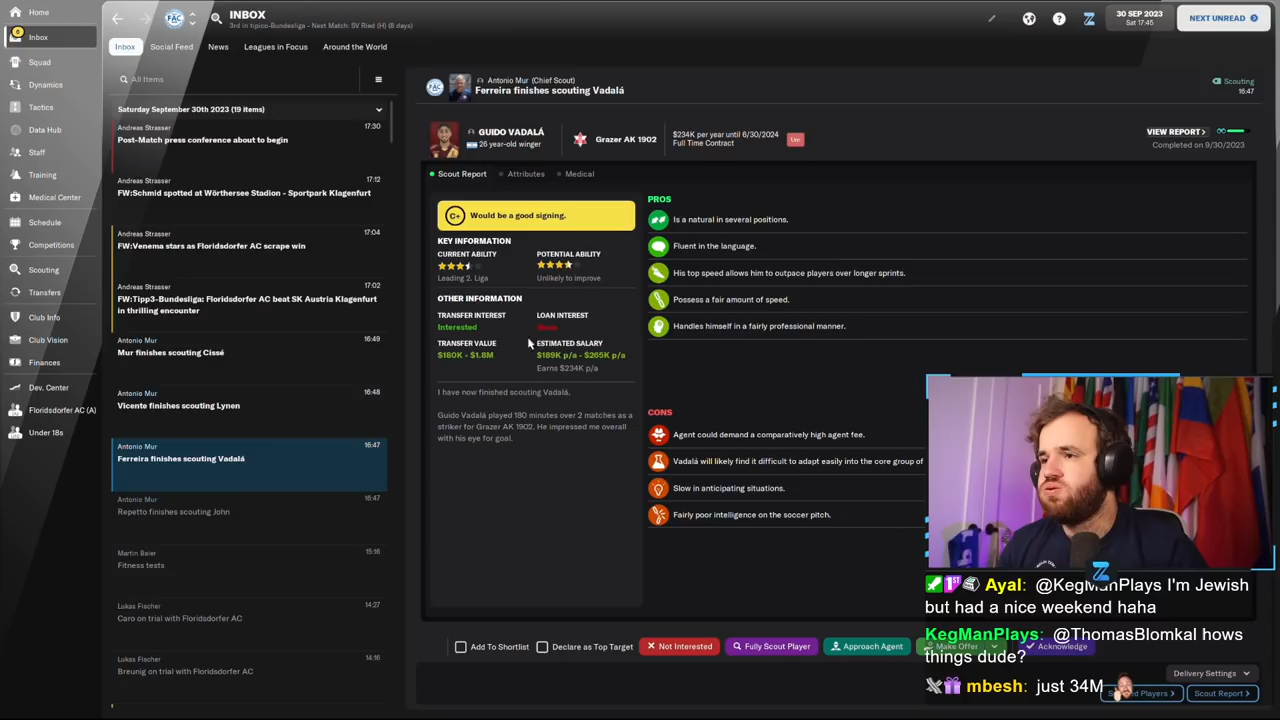 Home
6
Inbox
Squad
Dynamics
Tactics
Data Hub
Staff
Training
Medical Center
Schedule
Competitions
Scouting
Transfers
Club Info
Club Vision
Finances
Dev. Center
Floridsdorfer AC (A)
Under 18s
FAC
INBOX
3rd in tipico-Bundesliga - Next Match: SV Ried (H) (8 days)
30 SEP 2023
Sat 17:45
NEXT UNREAD
Inbox
Social Feed
News
Leagues in Focus
Around the World
All Items
Saturday September 30th 2023 (19 items)
Andreas Strasser 17:30
Post-Match press conference about to begin
Andreas Strasser 17:12
FW:Schmid spotted at Wörthersee Stadion - Sportpark Klagenfurt
Andreas Strasser 17:04
FW:Venema stars as Floridsdorfer AC scrape win
Andreas Strasser 17:02
FW:Tipp3-Bundesliga: Floridsdorfer AC beat SK Austria Klagenfurt
in thrilling encounter
Antonio Mur 16:49
Mur finishes scouting Cissé
Antonio Mur 16:48
Vicente finishes scouting Lynen
Antonio Mur 16:47
Ferreira finishes scouting Vadalá
Antonio Mur 16:47
Repetto finishes scouting John
Martin Baier 15:16
Fitness tests
Lukas Fischer 14:27
Caro on trial with Floridsdorfer AC
Lukas Fischer 14:16
Breunig on trial with Floridsdorfer AC
FAC
Antonio Mur (Chief Scout)
Ferreira finishes scouting Vadalá
Scouting
16:47
GUIDO VADALÁ
26 year-old winger
Grazer AK 1902
$234K per year until 6/30/2024
Full Time Contract
Unr
VIEW REPORT
Completed on 9/30/2023
Scout Report
Attributes
Medical
C+ Would be a good signing.
KEY INFORMATION
CURRENT ABILITY
POTENTIAL ABILITY
Leading 2. Liga
Unlikely to improve
OTHER INFORMATION
TRANSFER INTEREST
LOAN INTEREST
Interested
None
TRANSFER VALUE
ESTIMATED SALARY
$180K - $1.8M
$189K p/a - $265K p/a
Earns $234K p/a
I have now finished scouting Vadalá.
Guido Vadalá played 180 minutes over 2 matches as a
striker for Grazer AK 1902. He impressed me overall
with his eye for goal.
PROS
Is a natural in several positions.
Fluent in the language.
His top speed allows him to outpace players over longer sprints.
Possess a fair amount of speed.
Handles himself in a fairly professional manner.
CONS
Agent could demand a comparatively high agent fee.
Vadalá will likely find it difficult to adapt easily into the core group of
Slow in anticipating situations.
Fairly poor intelligence on the soccer pitch.
Add To Shortlist
Declare as Top Target
Not Interested
Fully Scout Player
Approach Agent
Make Offer
Acknowledge
Delivery Settings
Players
Scout Report
1ST Ayal: @KegManPlays I'm Jewish
but had a nice weekend haha
KegManPlays: @ThomasBlomkal hows
things dude?
mbesh: just 34M